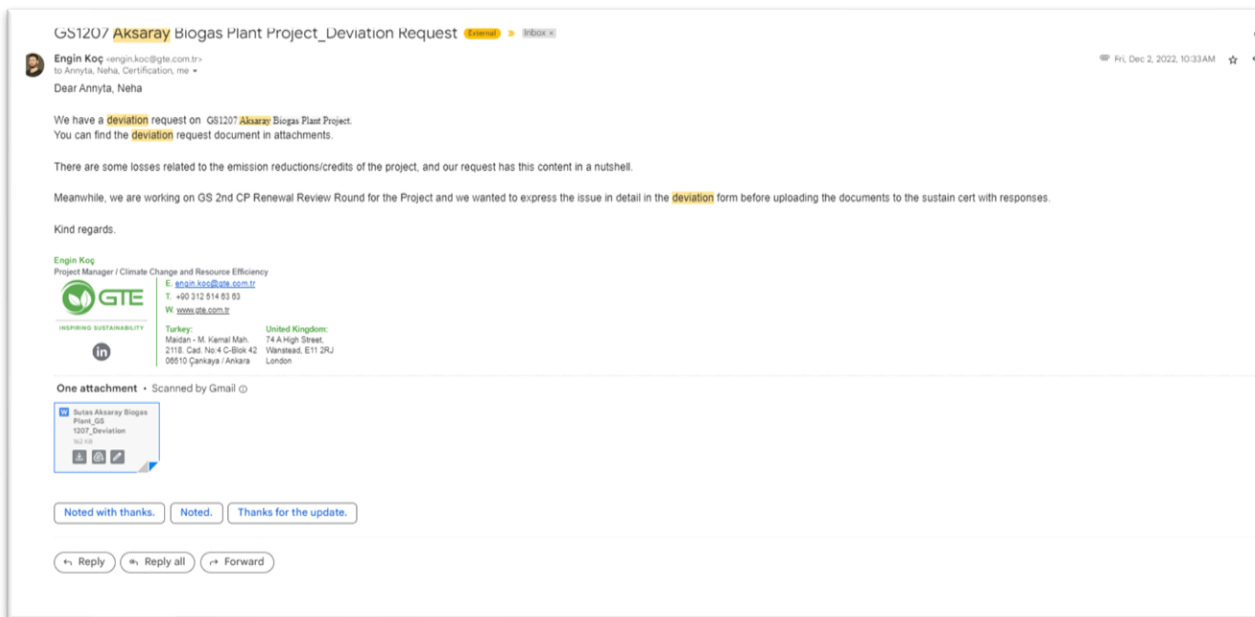 GS1207 Aksaray Biogas Plant Project_Deviation Request External Inbox ×
Engin Koç <engin.koc@gte.com.tr>
Fri, Dec 2, 2022, 10:33 AM
to Annyta, Neha, Certification, me
Dear Annyta, Neha
We have a deviation request on GS1207 Aksaray Biogas Plant Project.
You can find the deviation request document in attachments.
There are some losses related to the emission reductions/credits of the project, and our request has this content in a nutshell.
Meanwhile, we are working on GS 2nd CP Renewal Review Round for the Project and we wanted to express the issue in detail in the deviation form before uploading the documents to the sustain cert with responses.
Kind regards.
Engin Koç
Project Manager / Climate Change and Resource Efficiency
GTE
INSPIRING SUSTAINABILITY
in
E. engin.koc@gte.com.tr
T. +90 312 514 63 63
W. www.gte.com.tr
Turkey:
Maidan - M. Kemal Mah.
2118. Cad. No:4 C-Blok 42
06510 Çankaya / Ankara
United Kingdom:
74 A High Street,
Wanstead, E11 2RJ
London
One attachment • Scanned by Gmail
W Sutas Aksaray Biogas
Plant_GS
1207_Deviation
162 KB
Noted with thanks.
Noted.
Thanks for the update.
Reply
Reply all
Forward